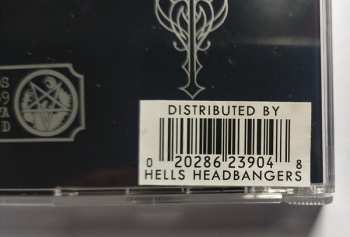 DISTRIBUTED BY
0 20286 23904 8
HELLS HEADBANGERS